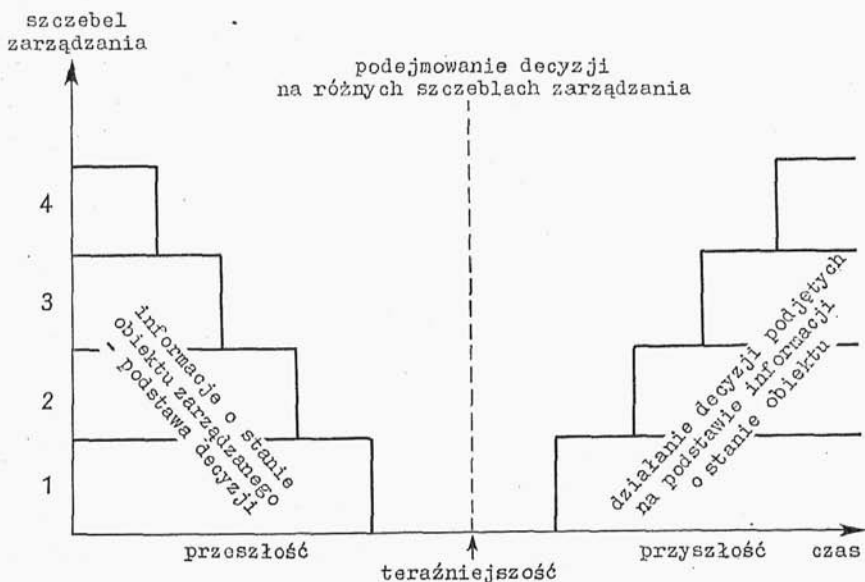 szczebel
zarządzania
podejmowanie decyzji
na różnych szczeblach zarządzania
4
3
2
1
informacje o stanie
obiektu zarządzanego
- podstawa decyzji
działanie decyzji podjętych
na podstawie informacji
o stanie obiektu
przeszłość
teraźniejszość
przyszłość
czas